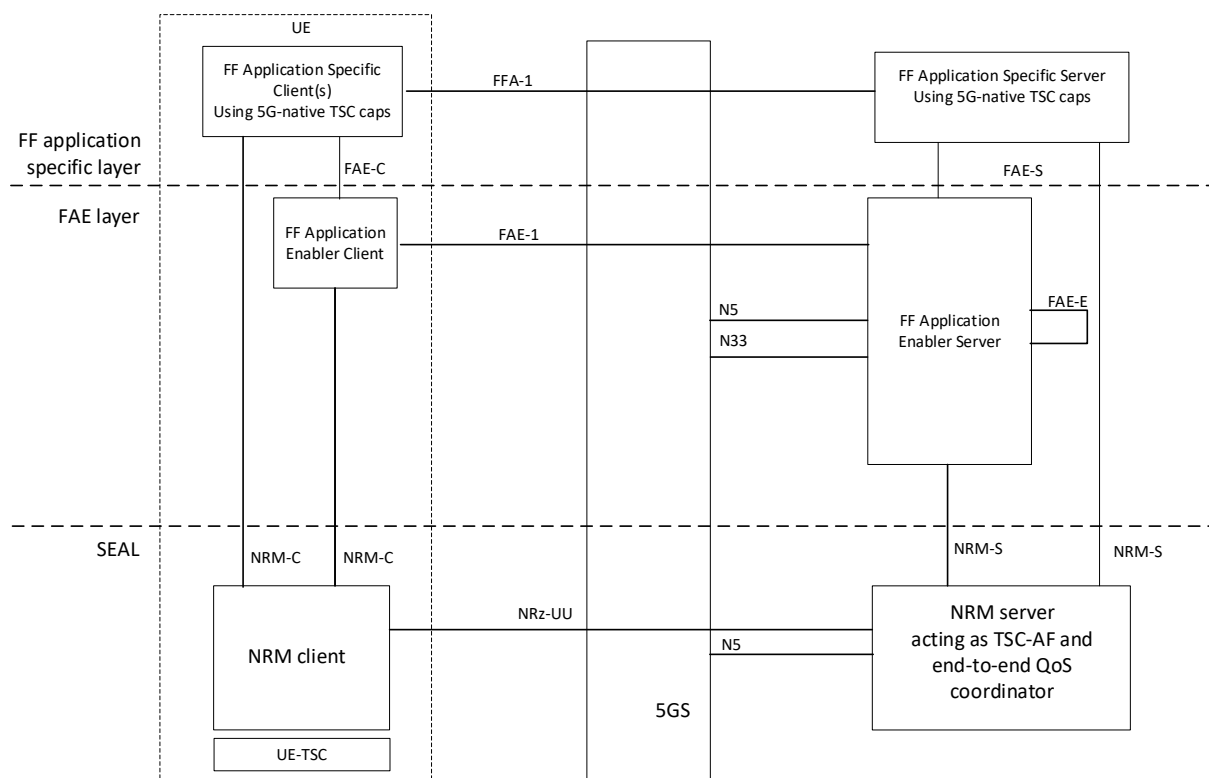 UE
FF Application Specific
Client(s)
Using 5G-native TSC caps
FFA-1
FF Application Specific Server
Using 5G-native TSC caps
FF application
specific layer
FAE-C
FAE-S
FAE layer
FF Application
Enabler Client
FAE-1
N5
N33
FF Application
Enabler Server
FAE-E
SEAL
NRM-C
NRM-C
NRM-S
NRM-S
NRM client
NRz-UU
N5
NRM server
acting as TSC-AF and
end-to-end QoS
coordinator
5GS
UE-TSC